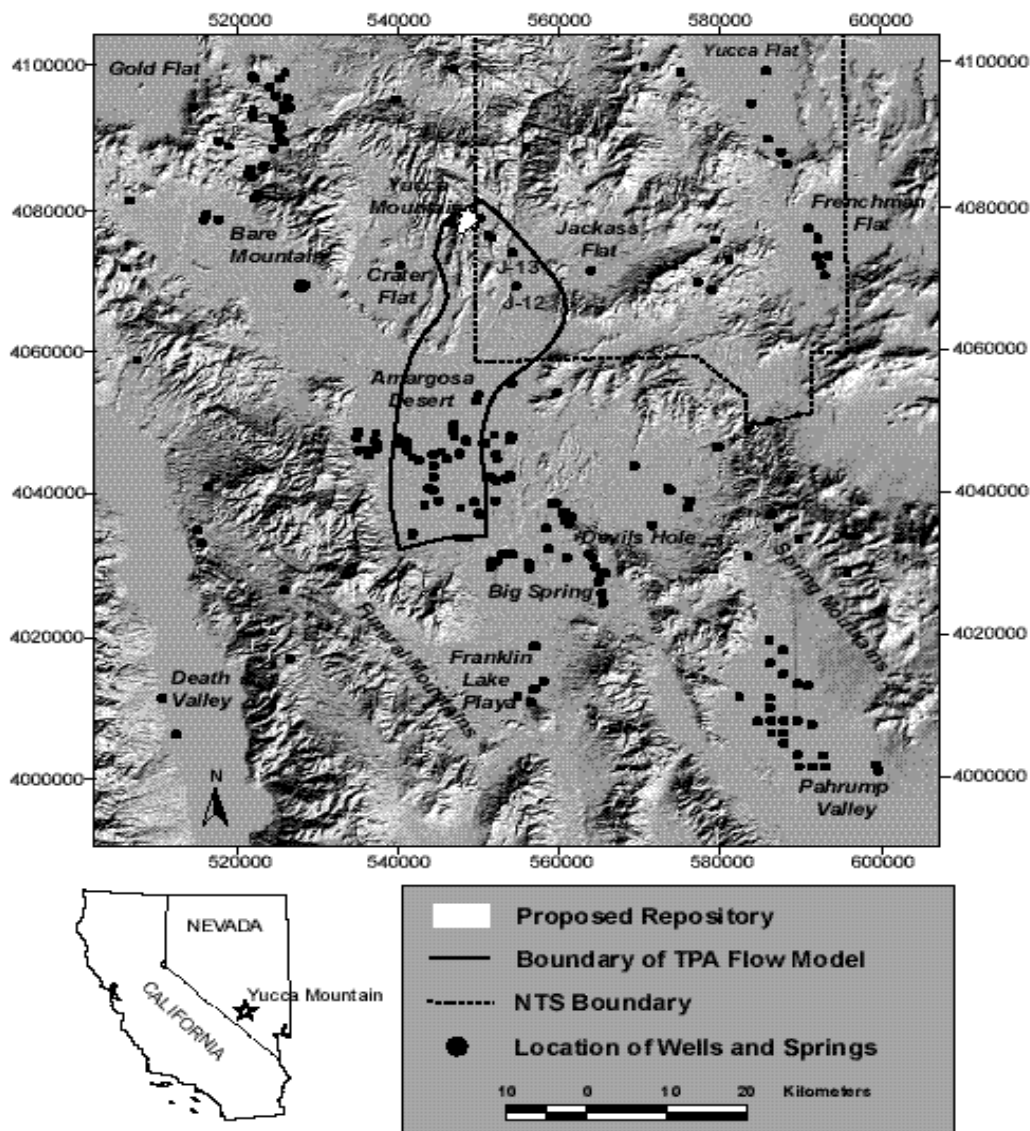 520000 540000 560000 580000 600000
4100000 4100000
Gold Flat
Yucca Flat
4080000 4080000
Yucca
Mountain
Frenchman
Flat
Bare
Mountain
Jackass
Flat
Crater
Flat
J-13
J-12
4060000 4060000
Amargosa
Desert
4040000 4040000
Devils Hole
Big Spring
Spring Mountains
4020000 4020000
Funeral Mountains
Franklin
Lake
Playa
Death
Valley
4000000 4000000
Pahrump
Valley
N
520000 540000 560000 580000 600000
NEVADA
Yucca Mountain
CALIFORNIA
Proposed Repository
Boundary of TPA Flow Model
NTS Boundary
Location of Wells and Springs
10 0 10 20 Kilometers